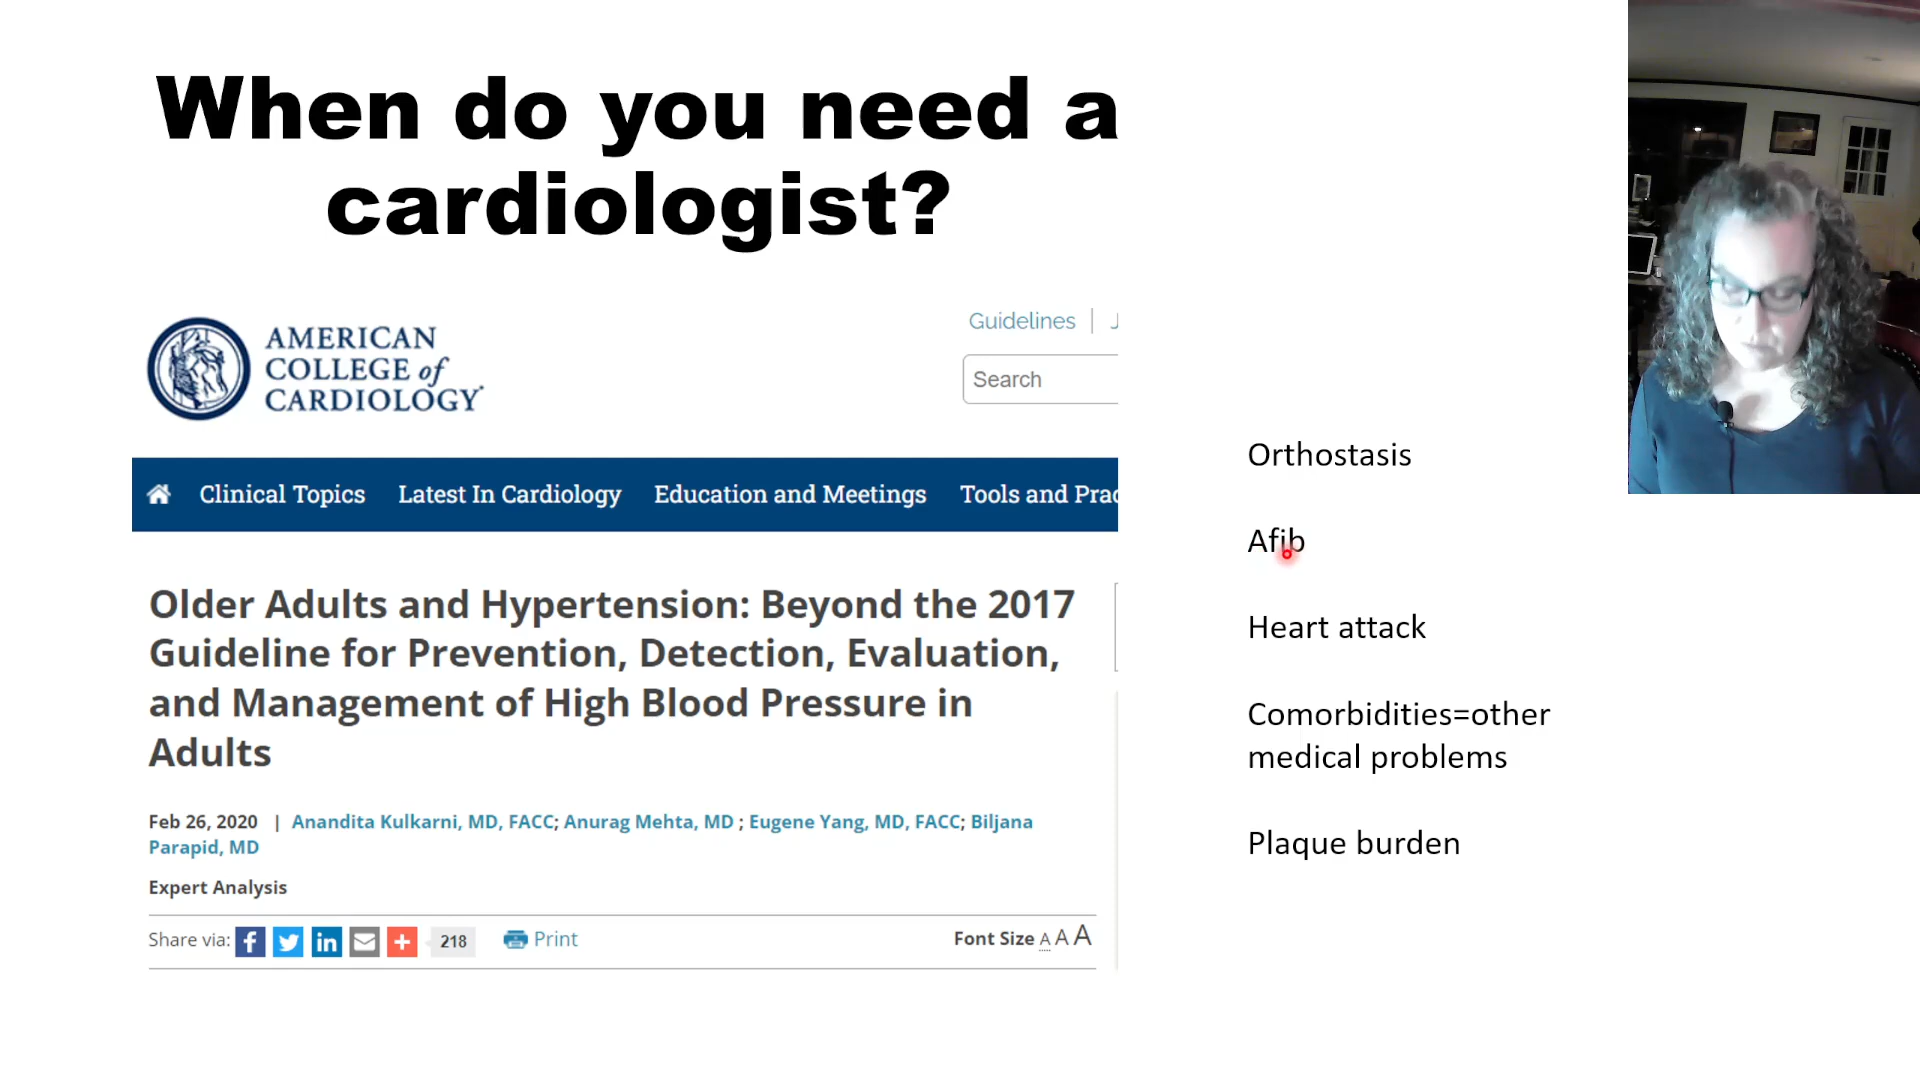 When do you need a
cardiologist?
AMERICAN
COLLEGE of
CARDIOLOGY
Guidelines
Search
Clinical Topics Latest In Cardiology Education and Meetings Tools and Prac
Older Adults and Hypertension: Beyond the 2017
Guideline for Prevention, Detection, Evaluation,
and Management of High Blood Pressure in
Adults
Feb 26, 2020 | Anandita Kulkarni, MD, FACC; Anurag Mehta, MD ; Eugene Yang, MD, FACC; Biljana
Parapid, MD
Expert Analysis
Share via: 218 Print Font Size A A A
Orthostasis
Afib
Heart attack
Comorbidities=other
medical problems
Plaque burden